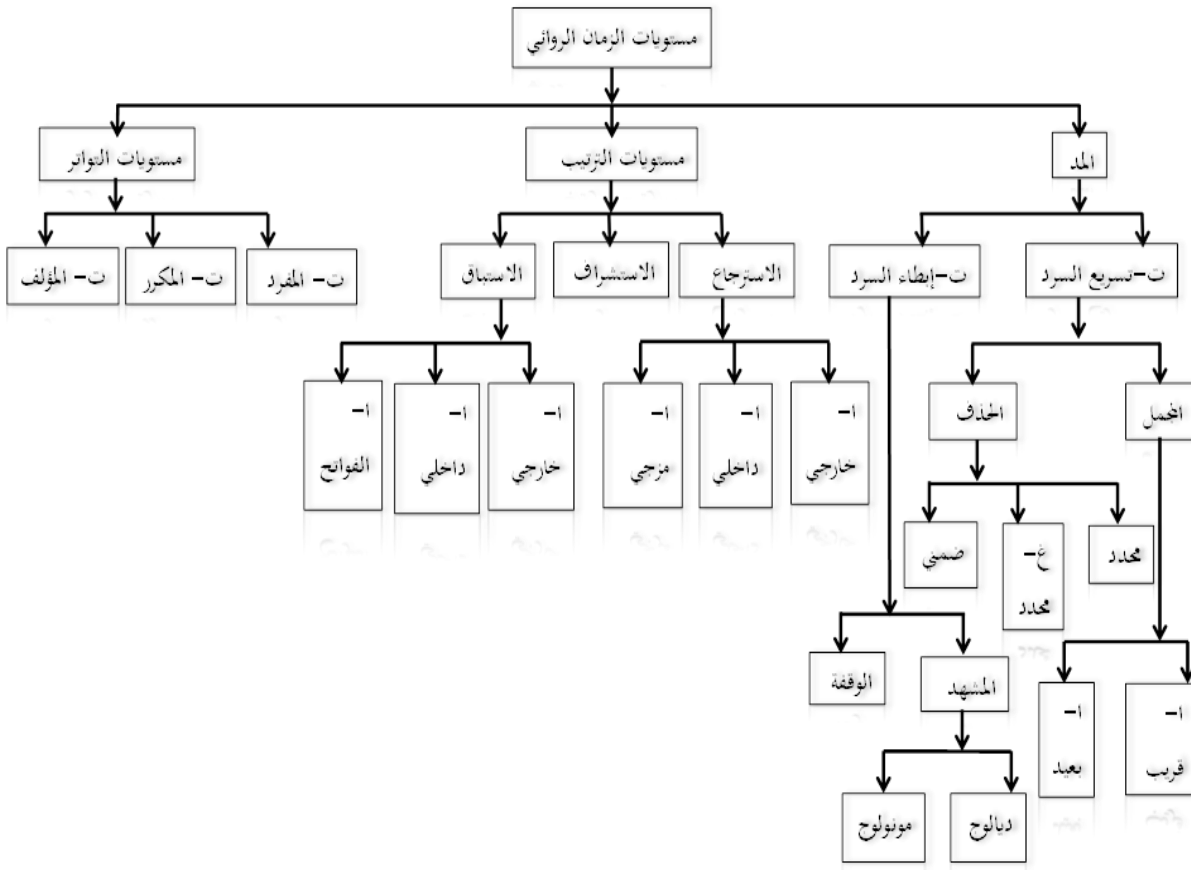 مستويات الزمان الروائي
المد
مستويات الترتيب
مستويات التواتر
ت-تسريع السرد
ت-إبطاء السرد
الاسترجاع
الاستشراف
الاستباق
ت- المفرد
ت- المكرر
ت- المؤلف
المجمل
الحذف
ا-
خارجي
ا-
داخلي
ا-
مزجي
ا-
خارجي
ا-
داخلي
ا-
الفواتح
محدد
غ-
محدد
ضمني
ا-
قريب
ا-
بعيد
المشهد
الوقفة
ديالوج
مونولوج